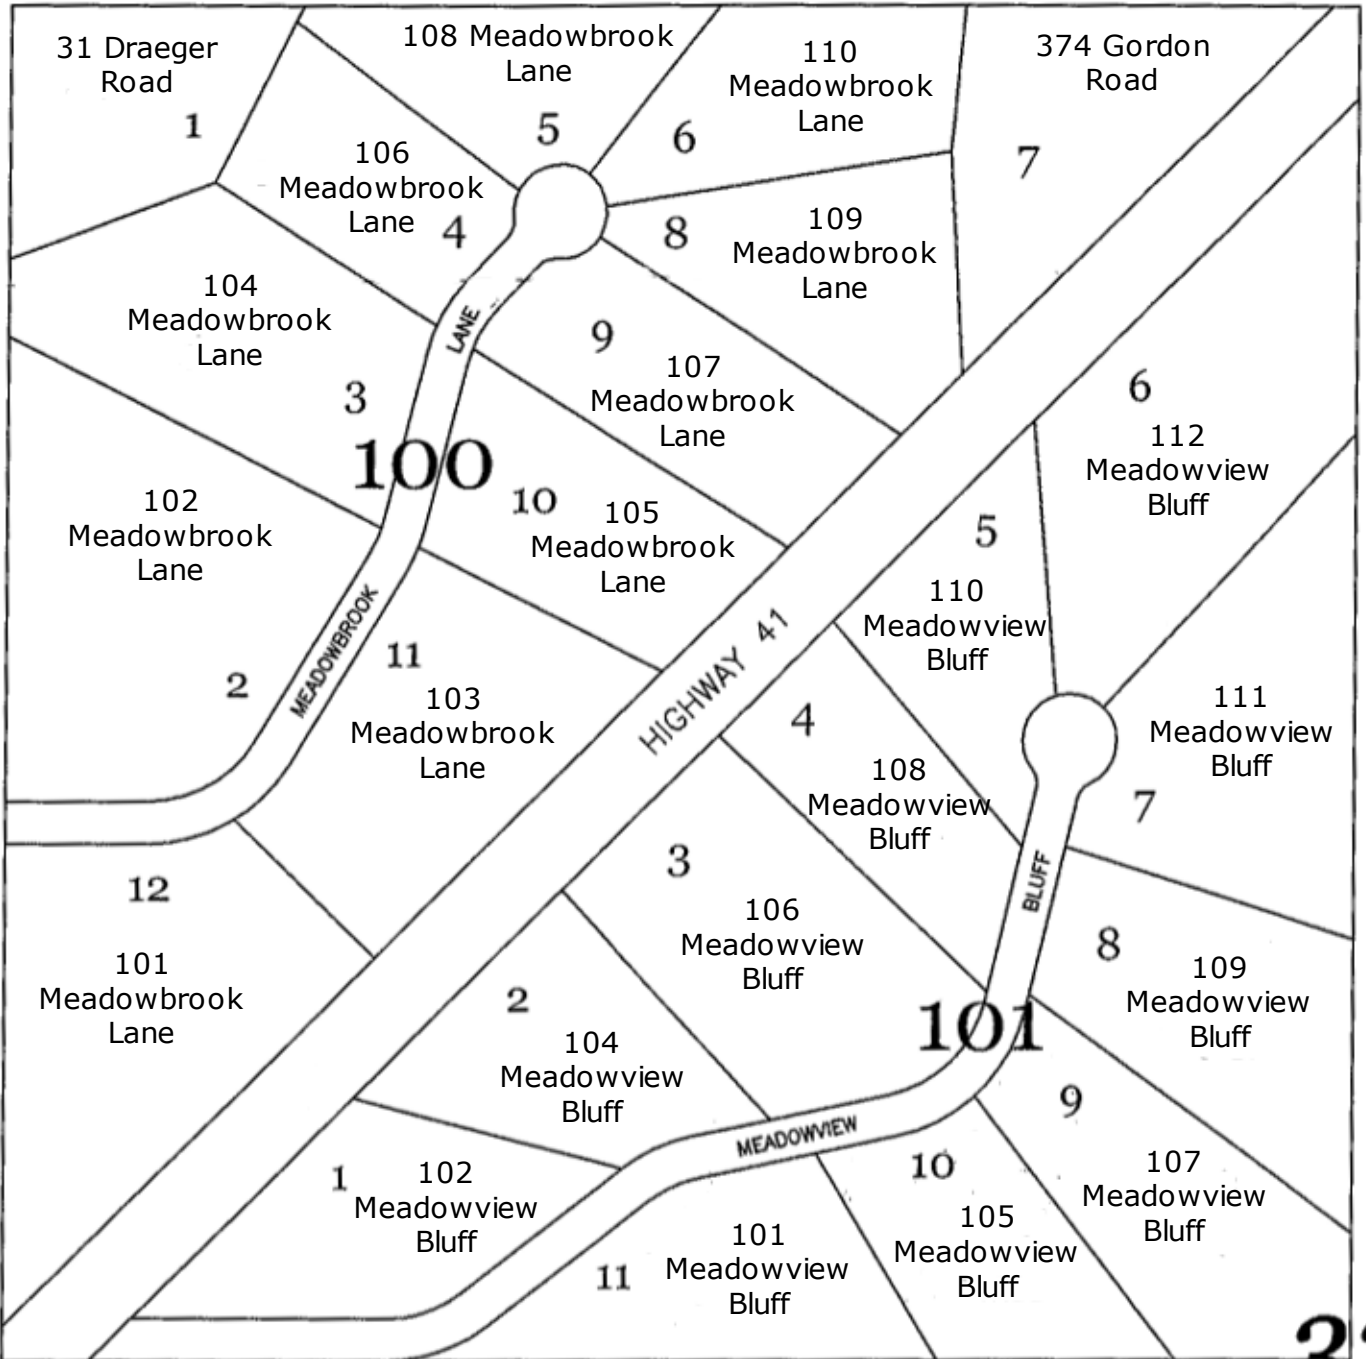 31 Draeger
Road
1
108 Meadowbrook
Lane
5
110
Meadowbrook
Lane
6
374 Gordon
Road
7
106
Meadowbrook
Lane
4
8
109
Meadowbrook
Lane
104
Meadowbrook
Lane
3
LANE
9
107
Meadowbrook
Lane
6
112
Meadowview
Bluff
100
102
Meadowbrook
Lane
2
10
105
Meadowbrook
Lane
5
110
Meadowview
Bluff
MEADOWBROOK
11
103
Meadowbrook
Lane
HIGHWAY 41
4
108
Meadowview
Bluff
111
Meadowview
Bluff
7
12
101
Meadowbrook
Lane
3
106
Meadowview
Bluff
BLUFF
8
109
Meadowview
Bluff
2
104
Meadowview
Bluff
101
9
107
Meadowview
Bluff
MEADOWVIEW
1
102
Meadowview
Bluff
10
105
Meadowview
Bluff
11
101
Meadowview
Bluff